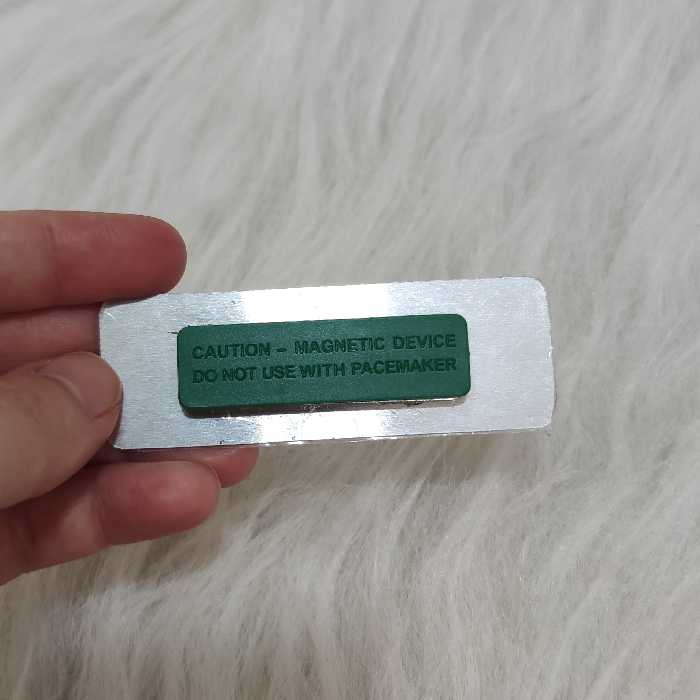 CAUTION – MAGNETIC DEVICE
DO NOT USE WITH PACEMAKER